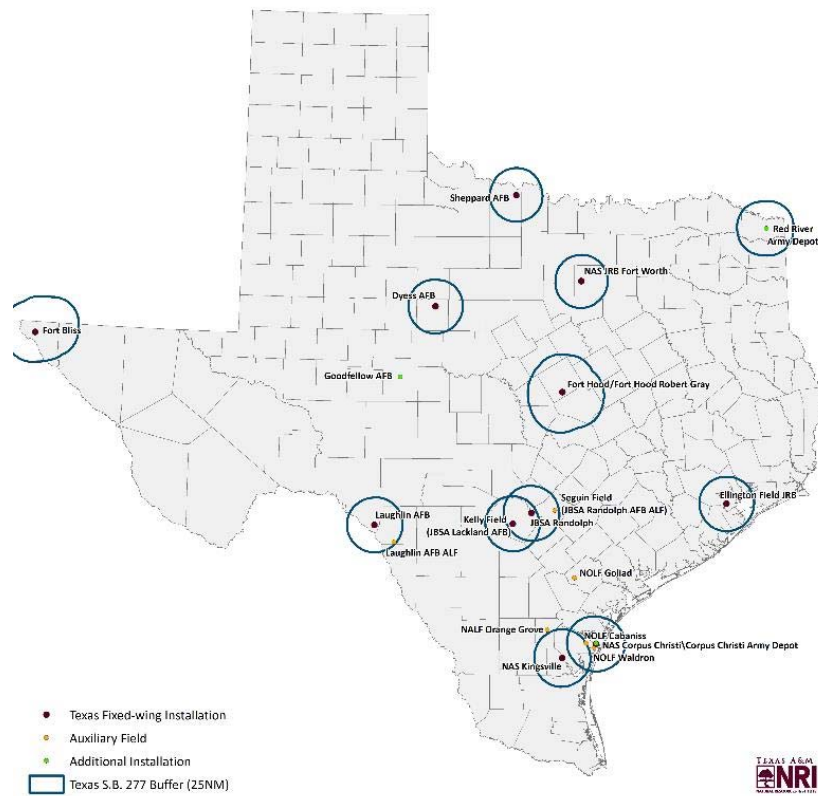 Sheppard AFB
Red River
Army Depot
NAS JRB Fort Worth
Dyess AFB
Fort Bliss
Goodfellow AFB
Fort Hood/Fort Hood Robert Gray
Ellington Field JRB
Seguin Field
(JBSA Randolph AFB ALF)
Laughlin AFB
Kelly Field
(JBSA Lackland AFB)
JBSA Randolph
Laughlin AFB ALF
NOLF Goliad
NALF Orange Grove
NOLF Cabaniss
NAS Corpus Christi\Corpus Christi Army Depot
NOLF Waldron
NAS Kingsville
Texas Fixed-wing Installation
Auxiliary Field
Additional Installation
Texas S.B. 277 Buffer (25NM)
TEXAS A&M
NRI